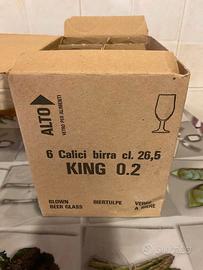 ALTO
VETRO PER ALIMENTI
6 Calici birra cl. 26,5
KING 0.2
BLOWN
BEER GLASS
BIERTULPE
VERRE
A BIERE
subito